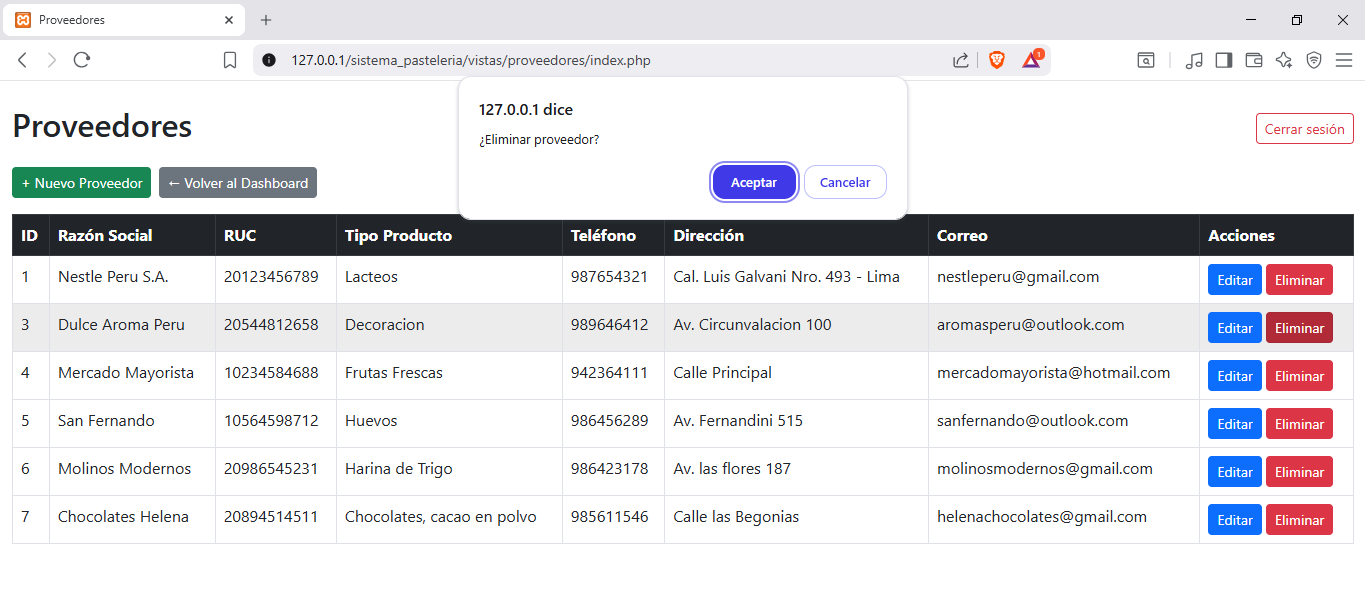 Proveedores
127.0.0.1/sistema_pasteleria/vistas/proveedores/index.php
1
127.0.0.1 dice
¿Eliminar proveedor?
Aceptar Cancelar
Proveedores
Cerrar sesión
+ Nuevo Proveedor ← Volver al Dashboard
ID Razón Social RUC Tipo Producto Teléfono Dirección Correo Acciones
1 Nestle Peru S.A. 20123456789 Lacteos 987654321 Cal. Luis Galvani Nro. 493 - Lima nestleperu@gmail.com Editar Eliminar
3 Dulce Aroma Peru 20544812658 Decoracion 989646412 Av. Circunvalacion 100 aromasperu@outlook.com Editar Eliminar
4 Mercado Mayorista 10234584688 Frutas Frescas 942364111 Calle Principal mercadomayorista@hotmail.com Editar Eliminar
5 San Fernando 10564598712 Huevos 986456289 Av. Fernandini 515 sanfernando@outlook.com Editar Eliminar
6 Molinos Modernos 20986545231 Harina de Trigo 986423178 Av. las flores 187 molinosmodernos@gmail.com Editar Eliminar
7 Chocolates Helena 20894514511 Chocolates, cacao en polvo 985611546 Calle las Begonias helenachocolates@gmail.com Editar Eliminar